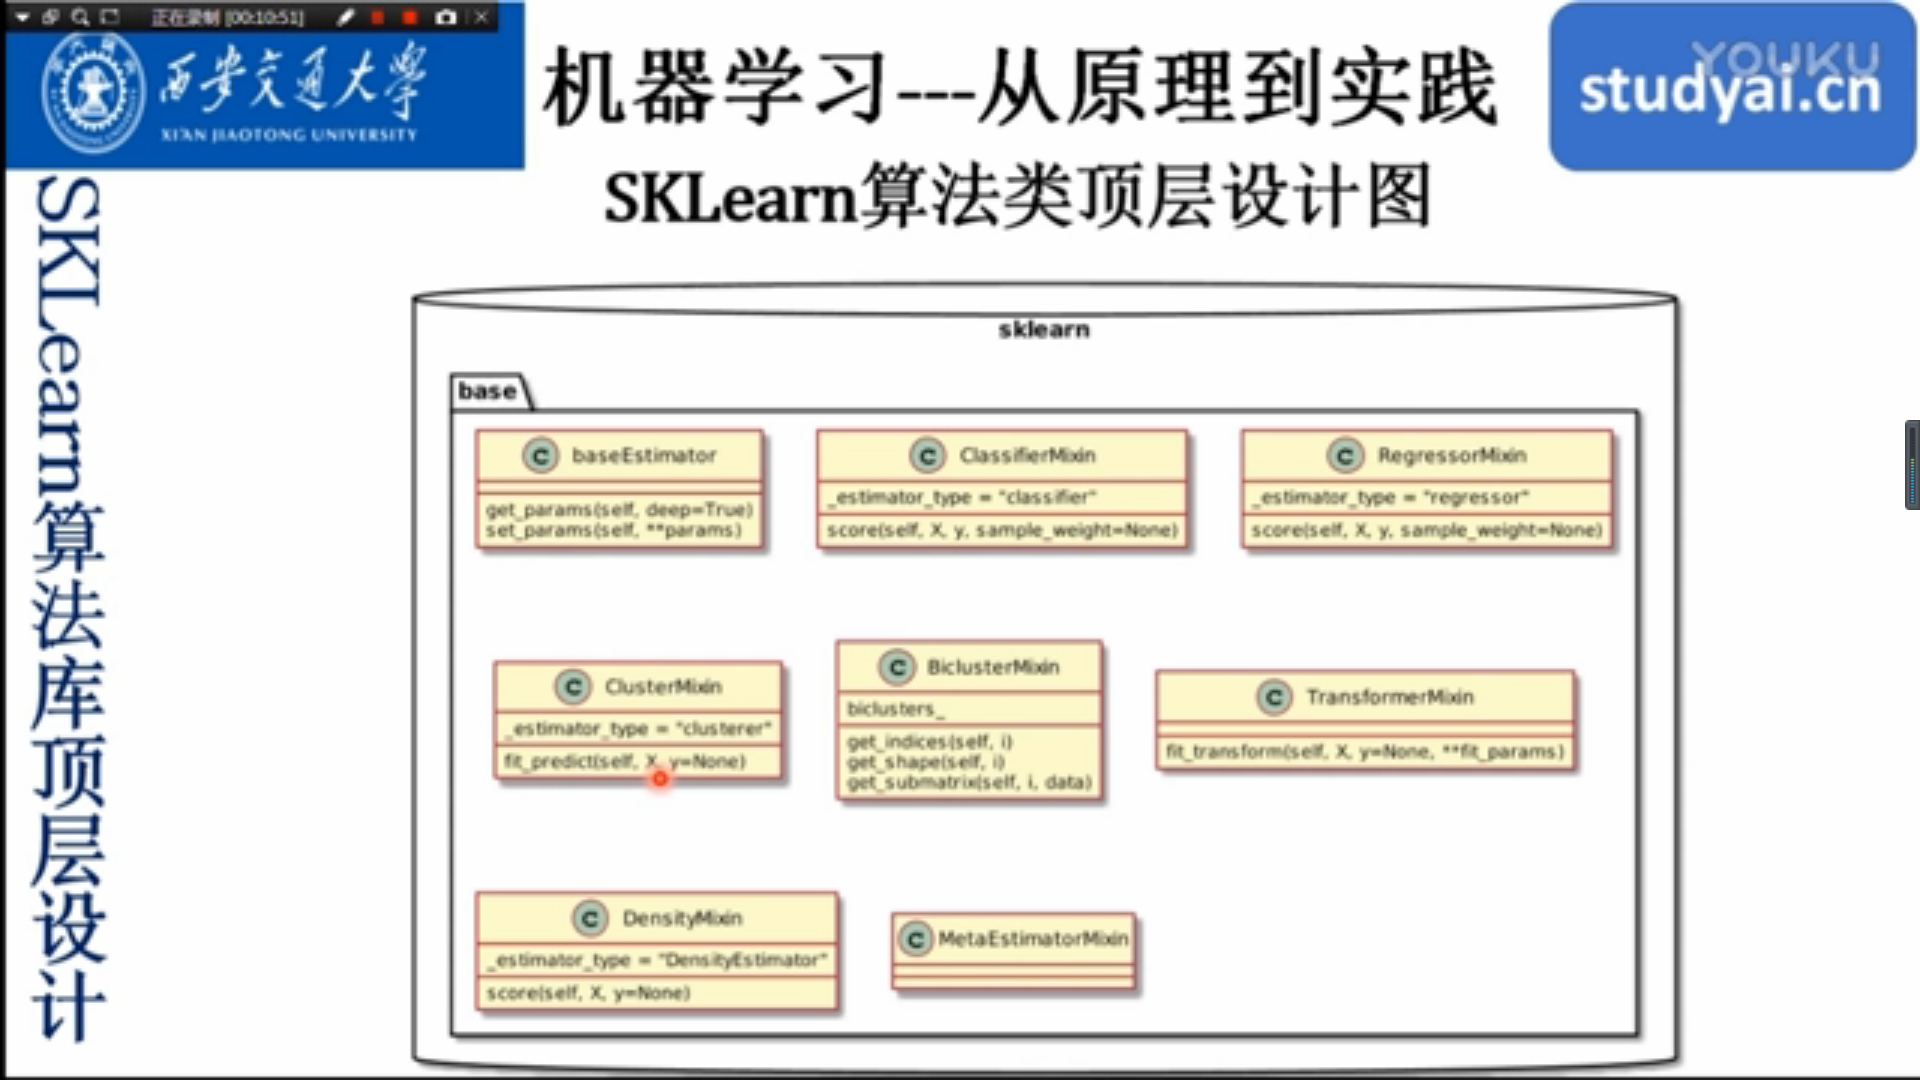 正在录制 [00:10:51]
西安交通大学
XI'AN JIAOTONG UNIVERSITY
机器学习---从原理到实践
YOUKU
studyai.cn
SKLearn算法类顶层设计图
SKLearn算法库顶层设计
sklearn
base
C baseEstimator
get_params(self, deep=True)
set_params(self, **params)
C ClassifierMixin
_estimator_type = "classifier"
score(self, X, y, sample_weight=None)
C RegressorMixin
_estimator_type = "regressor"
score(self, X, y, sample_weight=None)
C ClusterMixin
_estimator_type = "clusterer"
fit_predict(self, X, y=None)
C BiclusterMixin
biclusters_
get_indices(self, i)
get_shape(self, i)
get_submatrix(self, i, data)
C TransformerMixin
fit_transform(self, X, y=None, **fit_params)
C DensityMixin
_estimator_type = "DensityEstimator"
score(self, X, y=None)
C MetaEstimatorMixin